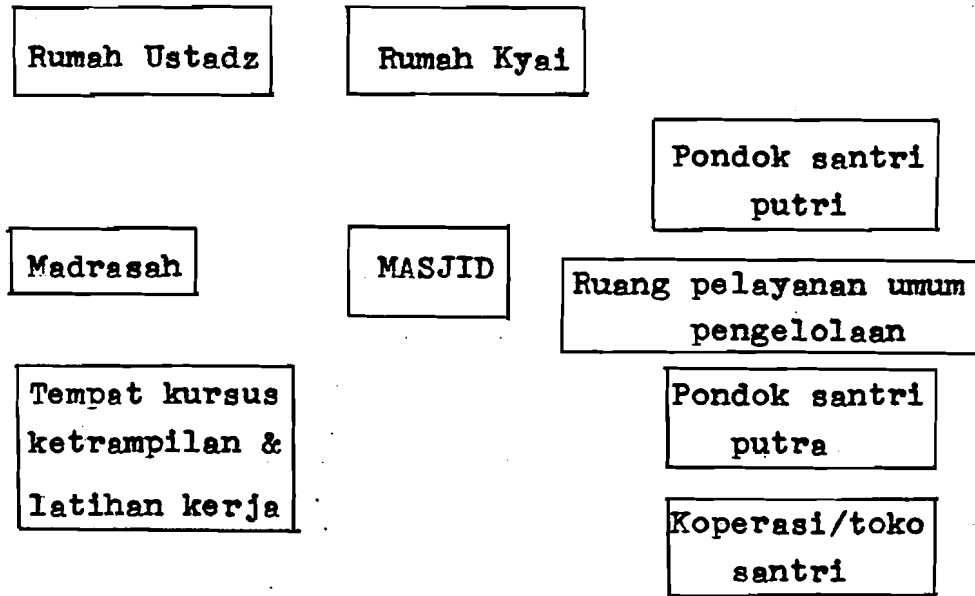 Rumah Ustadz
Rumah Kyai
Pondok santri
putri
Madrasah
MASJID
Ruang pelayanan umum
pengelolaan
Tempat kursus
ketrampilan &
latihan kerja
Pondok santri
putra
Koperasi/toko
santri